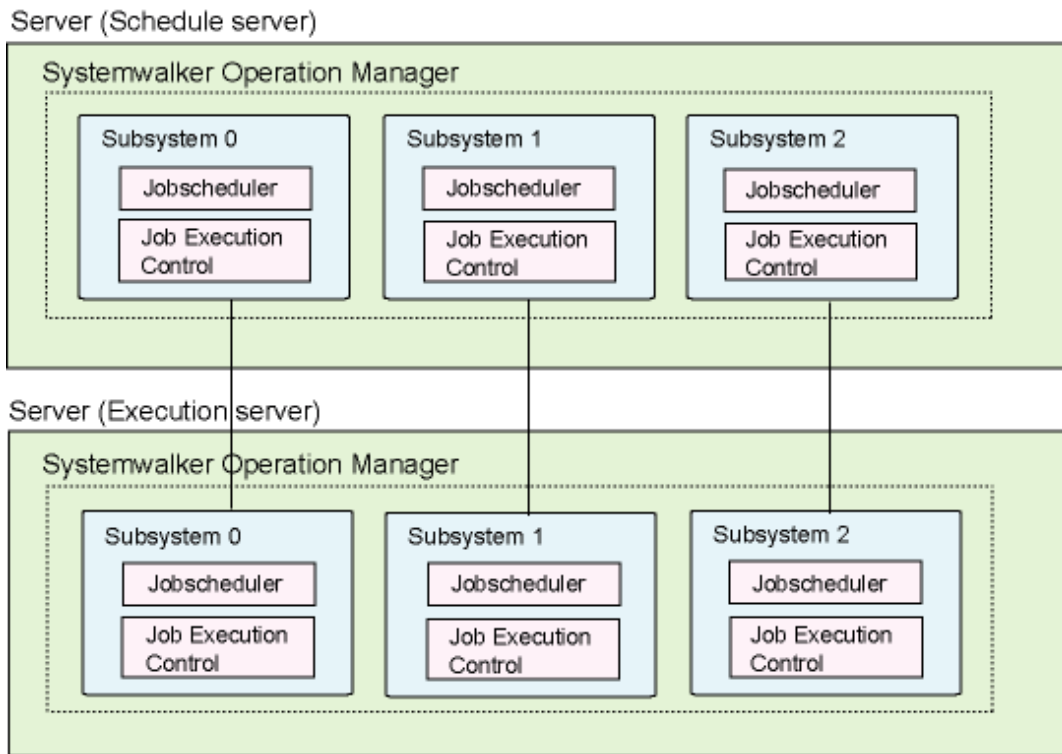 Server (Schedule server)
Systemwalker Operation Manager
Subsystem 0
Jobscheduler
Job Execution
Control
Subsystem 1
Jobscheduler
Job Execution
Control
Subsystem 2
Jobscheduler
Job Execution
Control
Server (Execution server)
Systemwalker Operation Manager
Subsystem 0
Jobscheduler
Job Execution
Control
Subsystem 1
Jobscheduler
Job Execution
Control
Subsystem 2
Jobscheduler
Job Execution
Control